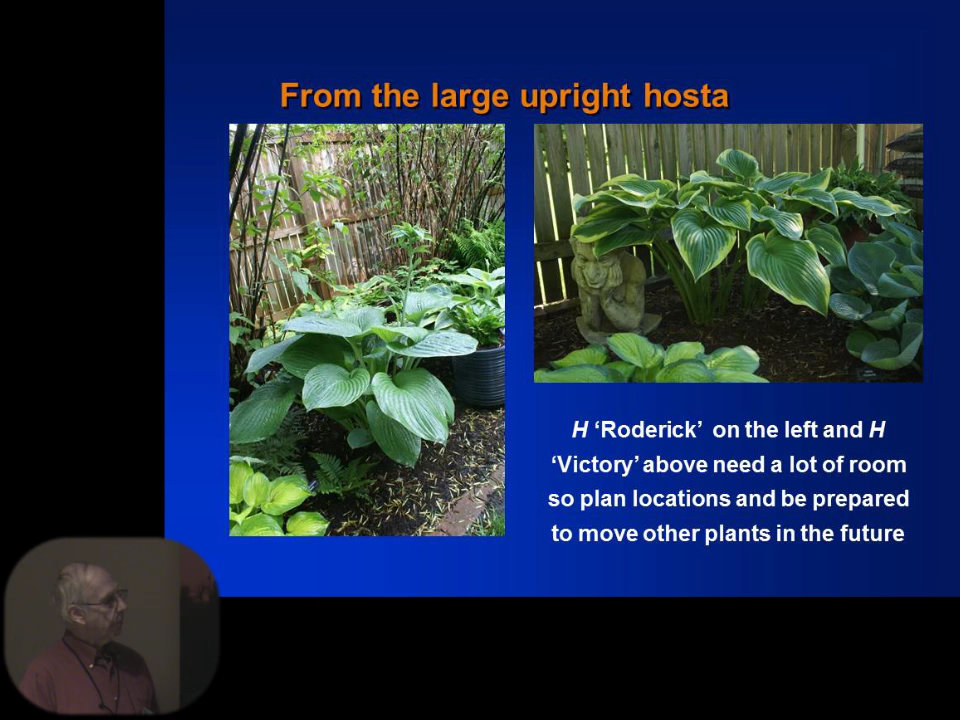 From the large upright hosta
H ‘Roderick’ on the left and H
‘Victory’ above need a lot of room
so plan locations and be prepared
to move other plants in the future